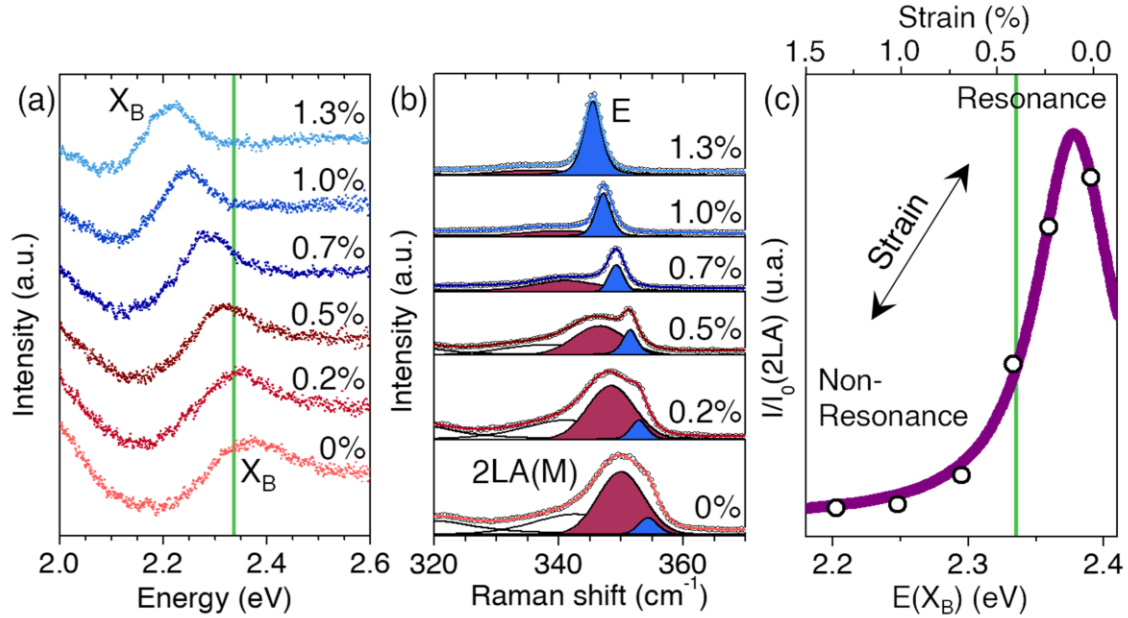 (a)
X_B
1.3%
1.0%
0.7%
0.5%
0.2%
0%
X_B
Intensity (a.u.)
2.0 2.2 2.4 2.6
Energy (eV)
(b)
E
1.3%
1.0%
0.7%
0.5%
0.2%
2LA(M)
0%
Intensity (a.u.)
320 340 360
Raman shift (cm⁻¹)
Strain (%)
1.5 1.0 0.5 0.0
(c)
Resonance
Strain
Non-
Resonance
I/I₀(2LA) (u.a.)
2.2 2.3 2.4
E(X_B) (eV)